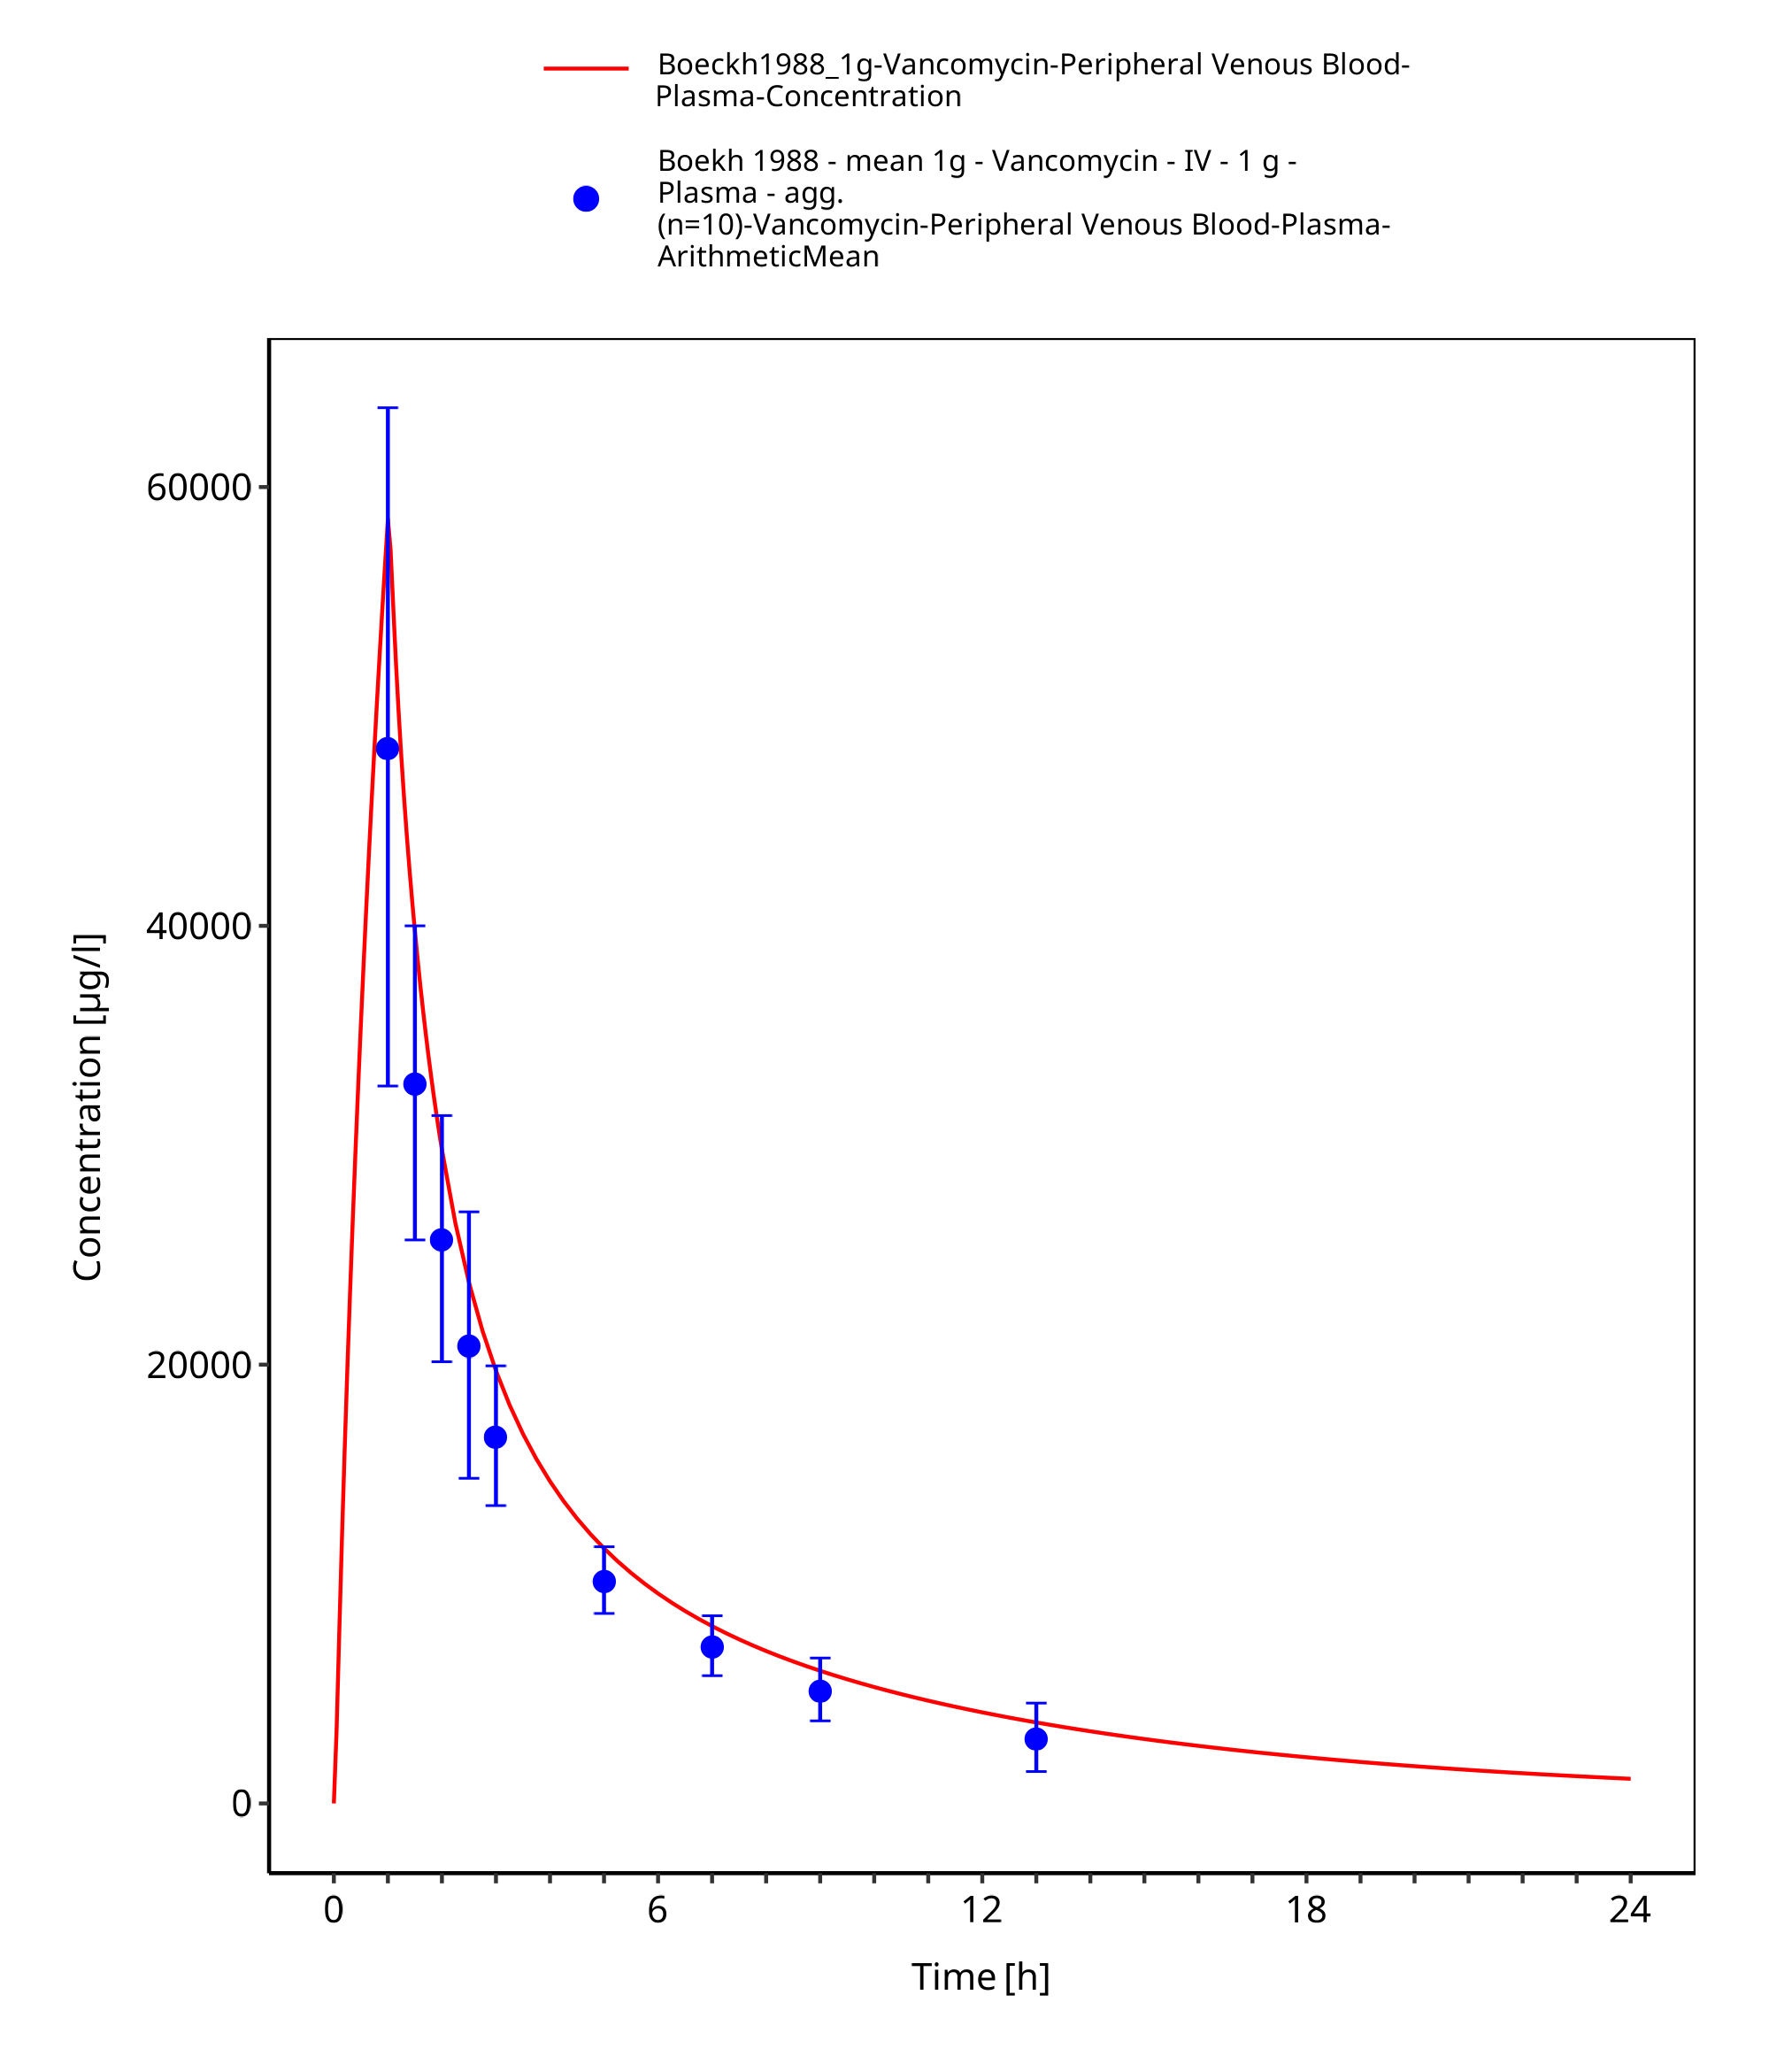 Boeckh1988_1g-Vancomycin-Peripheral Venous Blood-
Plasma-Concentration
Boekh 1988 - mean 1g - Vancomycin - IV - 1 g -
Plasma - agg.
(n=10)-Vancomycin-Peripheral Venous Blood-Plasma-
ArithmeticMean
60000
40000
20000
0
Concentration [µg/l]
0 6 12 18 24
Time [h]